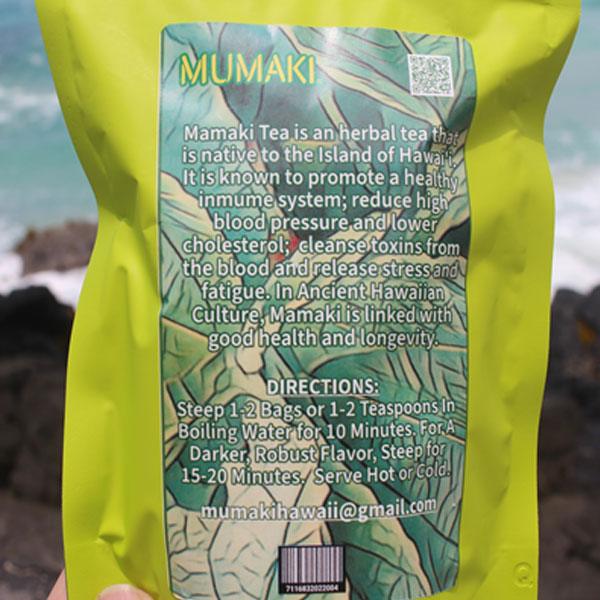 MUMAKI
Mamaki Tea is an herbal tea that
is native to the Island of Hawai'i.
It is known to promote a healthy
inmume system; reduce high
blood pressure and lower
cholesterol; cleanse toxins from
the blood and release stress and
fatigue. In Ancient Hawaiian
Culture, Mamaki is linked with
good health and longevity.
DIRECTIONS:
Steep 1-2 Bags or 1-2 Teaspoons In
Boiling Water for 10 Minutes. For A
Darker, Robust Flavor, Steep for
15-20 Minutes. Serve Hot or Cold.
mumakihawaii@gmail.com
7116832022004